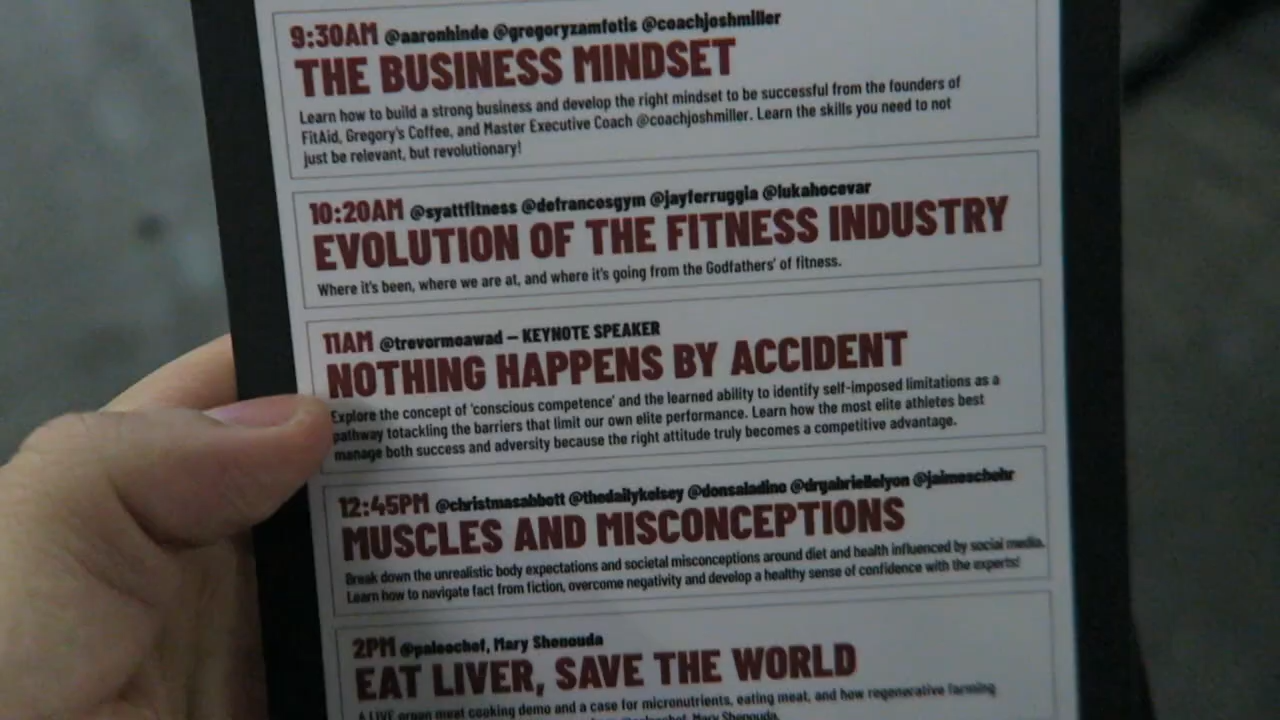 9:30AM @aaronhinde @gregoryzamfotis @coachjoshmiller
THE BUSINESS MINDSET
Learn how to build a strong business and develop the right mindset to be successful from the founders of
FitAid, Gregory's Coffee, and Master Executive Coach @coachjoshmiller. Learn the skills you need to not
just be relevant, but revolutionary!
10:20AM @syattfitness @defrancosgym @jayferruggia @lukahocevar
EVOLUTION OF THE FITNESS INDUSTRY
Where it's been, where we are at, and where it's going from the Godfathers' of fitness.
11AM @trevormoawad – KEYNOTE SPEAKER
NOTHING HAPPENS BY ACCIDENT
Explore the concept of 'conscious competence' and the learned ability to identify self-imposed limitations as a
pathway totackling the barriers that limit our own elite performance. Learn how the most elite athletes best
manage both success and adversity because the right attitude truly becomes a competitive advantage.
12:45PM @christmasabbott @thedailykelsey @donsaladino @drgabriellelyon @jaimeschehr
MUSCLES AND MISCONCEPTIONS
Break down the unrealistic body expectations and societal misconceptions around diet and health influenced by social media.
Learn how to navigate fact from fiction, overcome negativity and develop a healthy sense of confidence with the experts!
2PM @paleochef, Mary Shenouda
EAT LIVER, SAVE THE WORLD
A LIVE organ meat cooking demo and a case for micronutrients, eating meat, and how regenerative farming
@paleochef, Mary Shenouda.